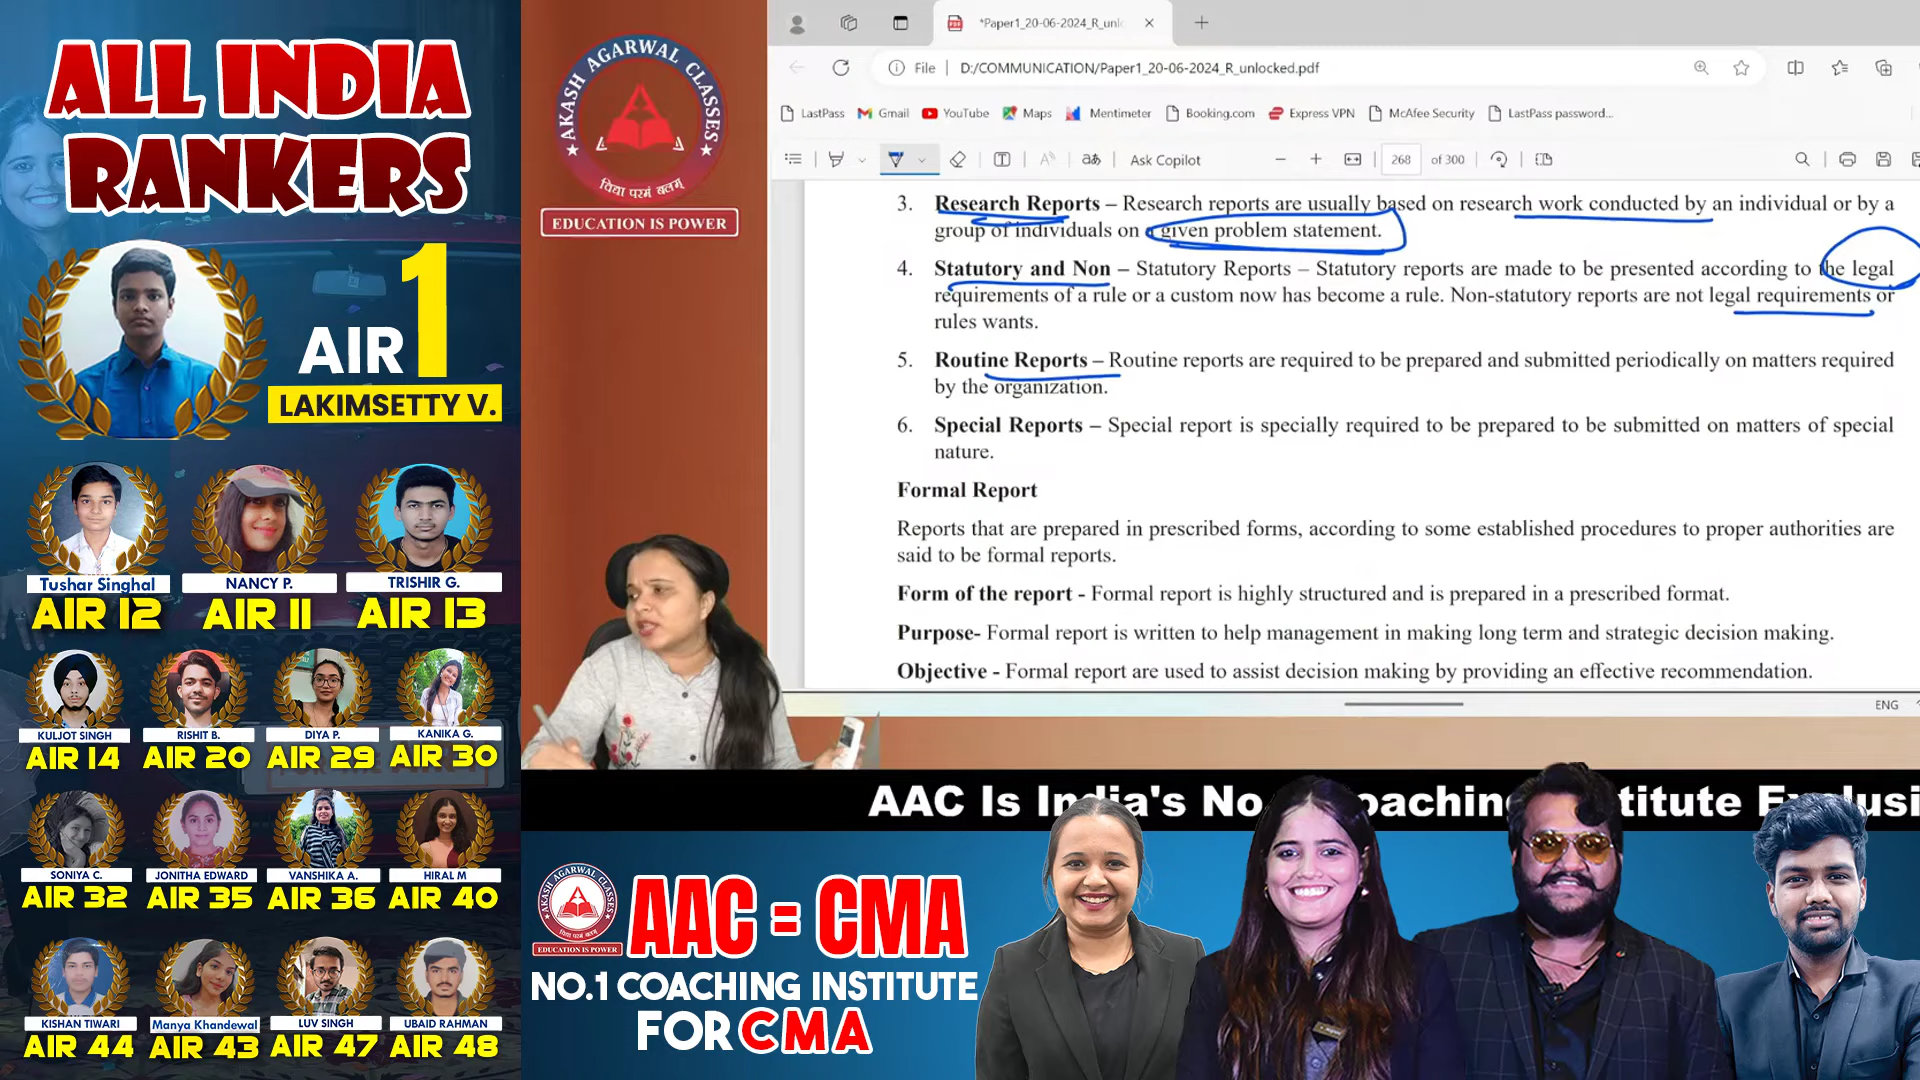 ALL INDIA
RANKERS
AIR 1
LAKIMSETTY V.
Tushar Singhal
AIR 12
NANCY P.
AIR 11
TRISHIR G.
AIR 13
KULJOT SINGH
AIR 14
RISHIT B.
AIR 20
DIYA P.
AIR 29
KANIKA G.
AIR 30
SONIYA C.
AIR 32
JONITHA EDWARD
AIR 35
VANSHIKA A.
AIR 36
HIRAL M
AIR 40
KISHAN TIWARI
AIR 44
Manya Khandewal
AIR 43
LUV SINGH
AIR 47
UBAID RAHMAN
AIR 48
AKASH AGARWAL CLASSES
विद्या परमं बलम्
EDUCATION IS POWER
*Paper1_20-06-2024_R_unl
File D:/COMMUNICATION/Paper1_20-06-2024_R_unlocked.pdf
LastPass Gmail YouTube Maps Mentimeter Booking.com Express VPN McAfee Security LastPass password...
Ask Copilot 268 of 300
3. Research Reports – Research reports are usually based on research work conducted by an individual or by a
group of individuals on a given problem statement.
4. Statutory and Non – Statutory Reports – Statutory reports are made to be presented according to the legal
requirements of a rule or a custom now has become a rule. Non-statutory reports are not legal requirements or
rules wants.
5. Routine Reports – Routine reports are required to be prepared and submitted periodically on matters required
by the organization.
6. Special Reports – Special report is specially required to be prepared to be submitted on matters of special
nature.
Formal Report
Reports that are prepared in prescribed forms, according to some established procedures to proper authorities are
said to be formal reports.
Form of the report - Formal report is highly structured and is prepared in a prescribed format.
Purpose- Formal report is written to help management in making long term and strategic decision making.
Objective - Formal report are used to assist decision making by providing an effective recommendation.
ENG
AAC Is India's No
AKASH AGARWAL CLASSES
EDUCATION IS POWER
AAC = CMA
NO.1 COACHING INSTITUTE
FOR CMA